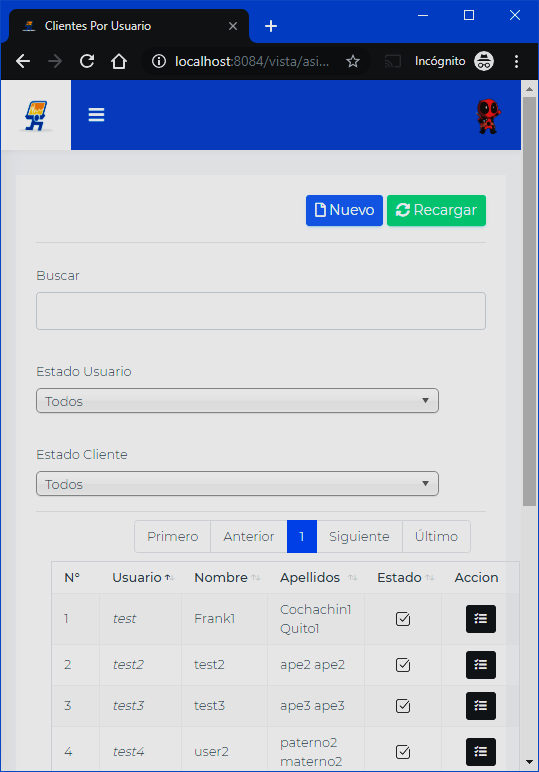 Clientes Por Usuario
localhost:8084/vista/asi...
Incógnito
Nuevo
Recargar
Buscar
Estado Usuario
Todos
Estado Cliente
Todos
Primero Anterior 1 Siguiente Último
N° Usuario Nombre Apellidos Estado Accion
1 test Frank1 Cochachin1
Quito1
2 test2 test2 ape2 ape2
3 test3 test3 ape3 ape3
4 test4 user2 paterno2
materno2